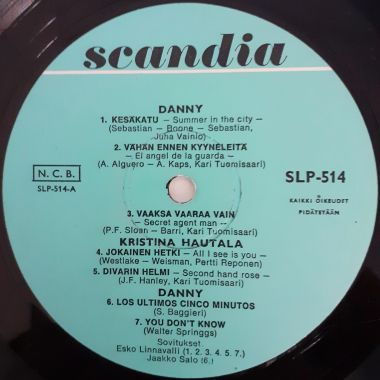 scandia
DANNY
1. KESÄKATU – Summer in the city –
(Sebastian – Boone – Sebastian,
Juha Vainio)
2. VÄHÄN ENNEN KYYNELEITÄ
– El angel de la guarda –
(A. Alguero – A. Kaps, Kari Tuomisaari)
N.C.B.
SLP-514-A
SLP-514
KAIKKI OIKEUDET
PIDÄTETÄÄN
3. VAAKSA VAARAA VAIN
– Secret agent man –
(P.F. Sloan – Barri, Kari Tuomisaari)
KRISTINA HAUTALA
4. JOKAINEN HETKI – All I see is you –
(Westlake – Weisman, Pertti Reponen)
5. DIVARIN HELMI – Second hand rose –
(J.F. Hanley, Kari Tuomisaari)
DANNY
6. LOS ULTIMOS CINCO MINUTOS
(S. Baggieri)
7. YOU DON'T KNOW
(Walter Springgs)
Sovitukset
Esko Linnavalli (1. 2. 3. 4. 5. 7.)
Jaakko Salo (6.)